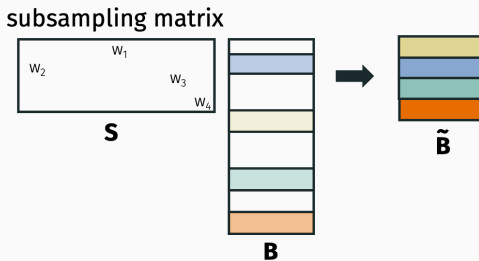 subsampling matrix
w₁
w₂
w₃
w₄
S
B
B̃